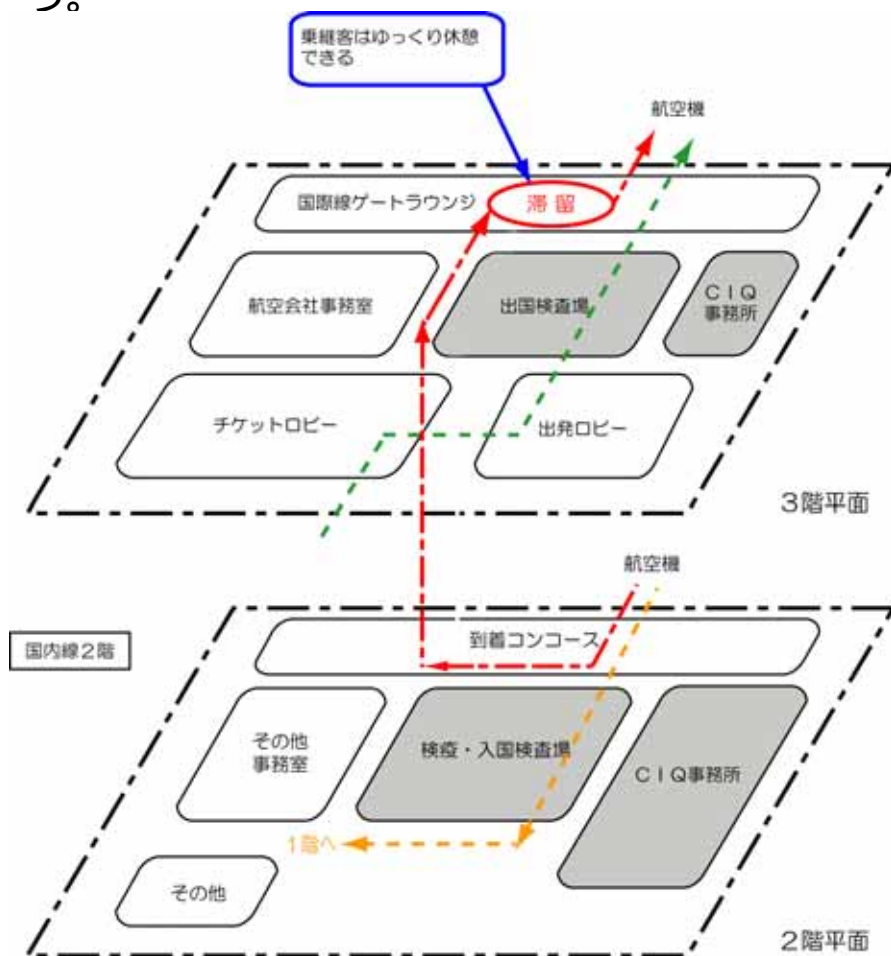 う。
乗継客はゆっくり休憩
できる
航空機
国際線ゲートラウンジ
滞留
航空会社事務室
出国検査場
ＣＩＱ
事務所
チケットロビー
出発ロビー
３階平面
航空機
国内線２階
到着コンコース
その他
事務室
検疫・入国検査場
ＣＩＱ事務所
１階へ
その他
２階平面